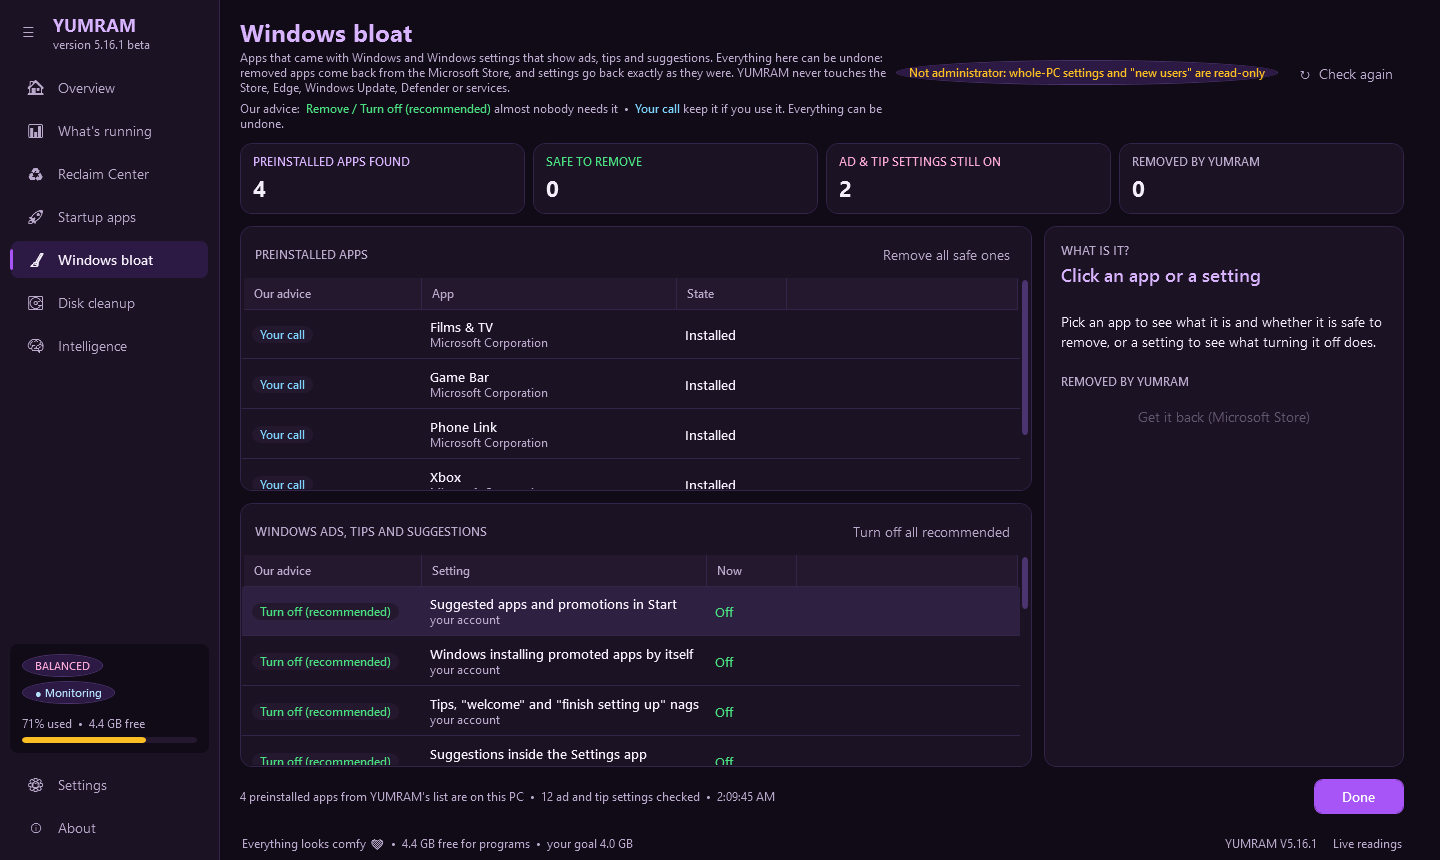 YUMRAM
version 5.16.1 beta
Overview
What's running
Reclaim Center
Startup apps
Windows bloat
Disk cleanup
Intelligence
BALANCED
● Monitoring
71% used • 4.4 GB free
Settings
About
Windows bloat
Apps that came with Windows and Windows settings that show ads, tips and suggestions. Everything here can be undone:
removed apps come back from the Microsoft Store, and settings go back exactly as they were. YUMRAM never touches the
Store, Edge, Windows Update, Defender or services.
Our advice: Remove / Turn off (recommended) almost nobody needs it • Your call keep it if you use it. Everything can be
undone.
Not administrator: whole-PC settings and "new users" are read-only
↻ Check again
PREINSTALLED APPS FOUND
4
SAFE TO REMOVE
0
AD & TIP SETTINGS STILL ON
2
REMOVED BY YUMRAM
0
PREINSTALLED APPS
Remove all safe ones
Our advice App State
Your call Films & TV Installed
Microsoft Corporation
Your call Game Bar Installed
Microsoft Corporation
Your call Phone Link Installed
Microsoft Corporation
Your call Xbox Installed
WINDOWS ADS, TIPS AND SUGGESTIONS
Turn off all recommended
Our advice Setting Now
Turn off (recommended) Suggested apps and promotions in Start Off
your account
Turn off (recommended) Windows installing promoted apps by itself Off
your account
Turn off (recommended) Tips, "welcome" and "finish setting up" nags Off
your account
Turn off (recommended) Suggestions inside the Settings app Off
WHAT IS IT?
Click an app or a setting
Pick an app to see what it is and whether it is safe to
remove, or a setting to see what turning it off does.
REMOVED BY YUMRAM
Get it back (Microsoft Store)
4 preinstalled apps from YUMRAM's list are on this PC • 12 ad and tip settings checked • 2:09:45 AM
Done
Everything looks comfy 💜 • 4.4 GB free for programs • your goal 4.0 GB
YUMRAM V5.16.1 Live readings